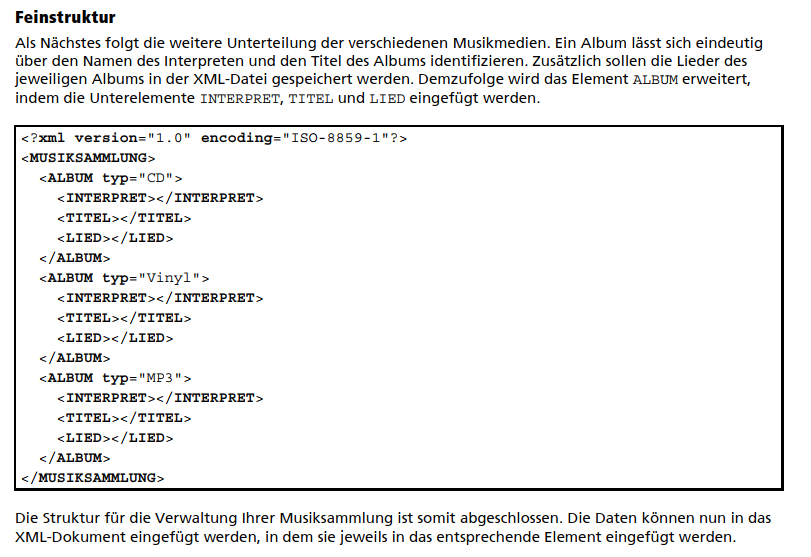 Feinstruktur
Als Nächstes folgt die weitere Unterteilung der verschiedenen Musikmedien. Ein Album lässt sich eindeutig
über den Namen des Interpreten und den Titel des Albums identifizieren. Zusätzlich sollen die Lieder des
jeweiligen Albums in der XML-Datei gespeichert werden. Demzufolge wird das Element ALBUM erweitert,
indem die Unterelemente INTERPRET, TITEL und LIED eingefügt werden.
<?xml version="1.0" encoding="ISO-8859-1"?>
<MUSIKSAMMLUNG>
  <ALBUM typ="CD">
    <INTERPRET></INTERPRET>
    <TITEL></TITEL>
    <LIED></LIED>
  </ALBUM>
  <ALBUM typ="Vinyl">
    <INTERPRET></INTERPRET>
    <TITEL></TITEL>
    <LIED></LIED>
  </ALBUM>
  <ALBUM typ="MP3">
    <INTERPRET></INTERPRET>
    <TITEL></TITEL>
    <LIED></LIED>
  </ALBUM>
</MUSIKSAMMLUNG>
Die Struktur für die Verwaltung Ihrer Musiksammlung ist somit abgeschlossen. Die Daten können nun in das
XML-Dokument eingefügt werden, in dem sie jeweils in das entsprechende Element eingefügt werden.